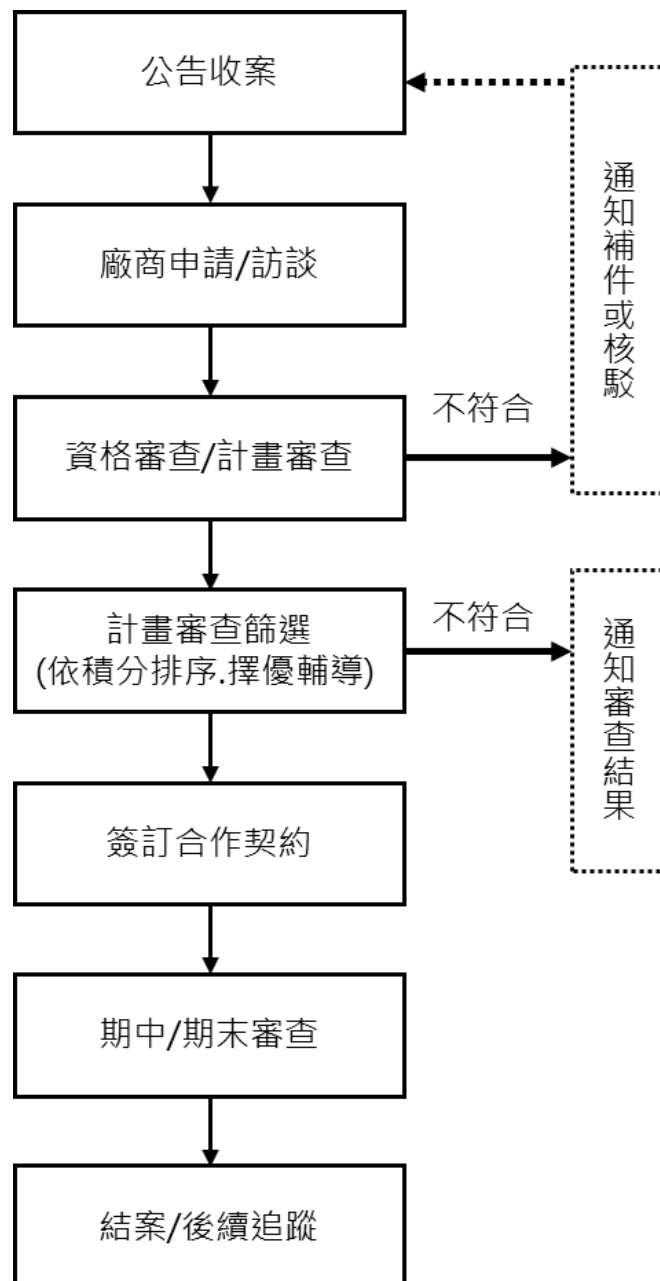 公告收案
廠商申請/訪談
資格審查/計畫審查
不符合
通知補件或核駁
計畫審查篩選
(依積分排序.擇優輔導)
不符合
通知審查結果
簽訂合作契約
期中/期末審查
結案/後續追蹤